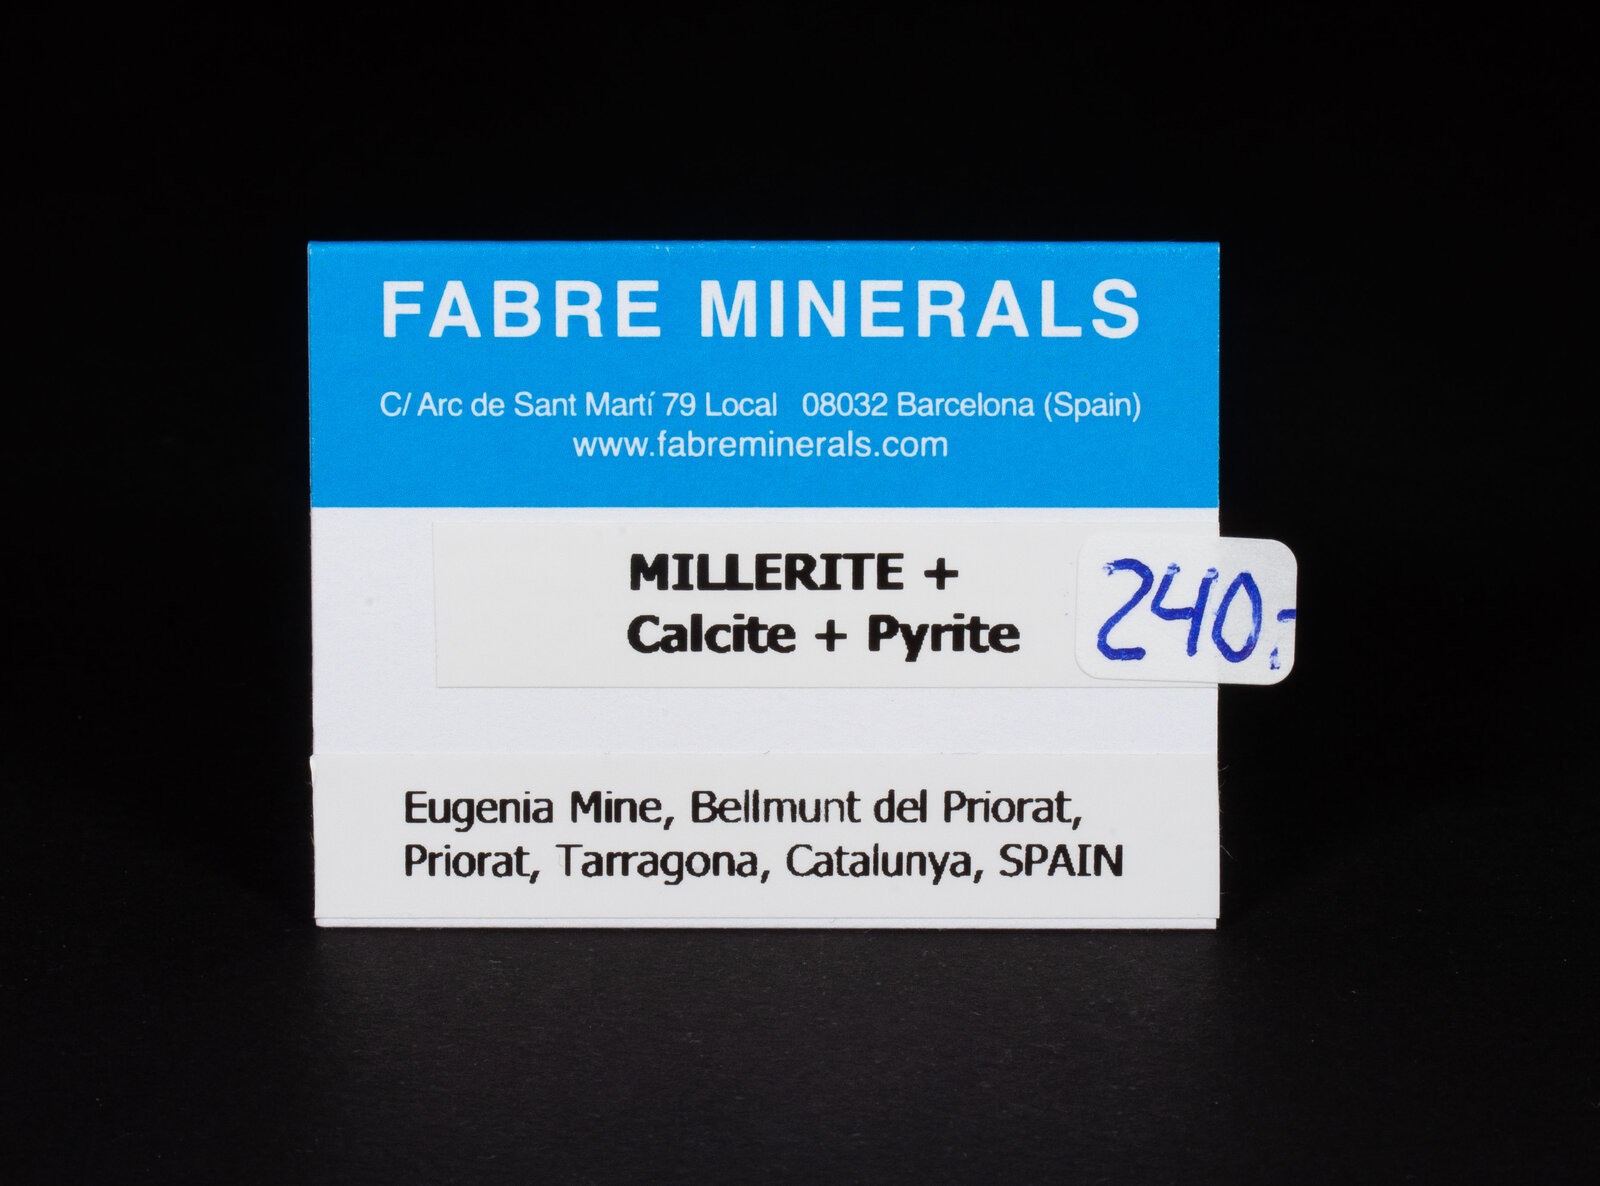 FABRE MINERALS
C/ Arc de Sant Martí 79 Local 08032 Barcelona (Spain)
www.fabreminerals.com
MILLERITE +
Calcite + Pyrite
240.-
Eugenia Mine, Bellmunt del Priorat,
Priorat, Tarragona, Catalunya, SPAIN